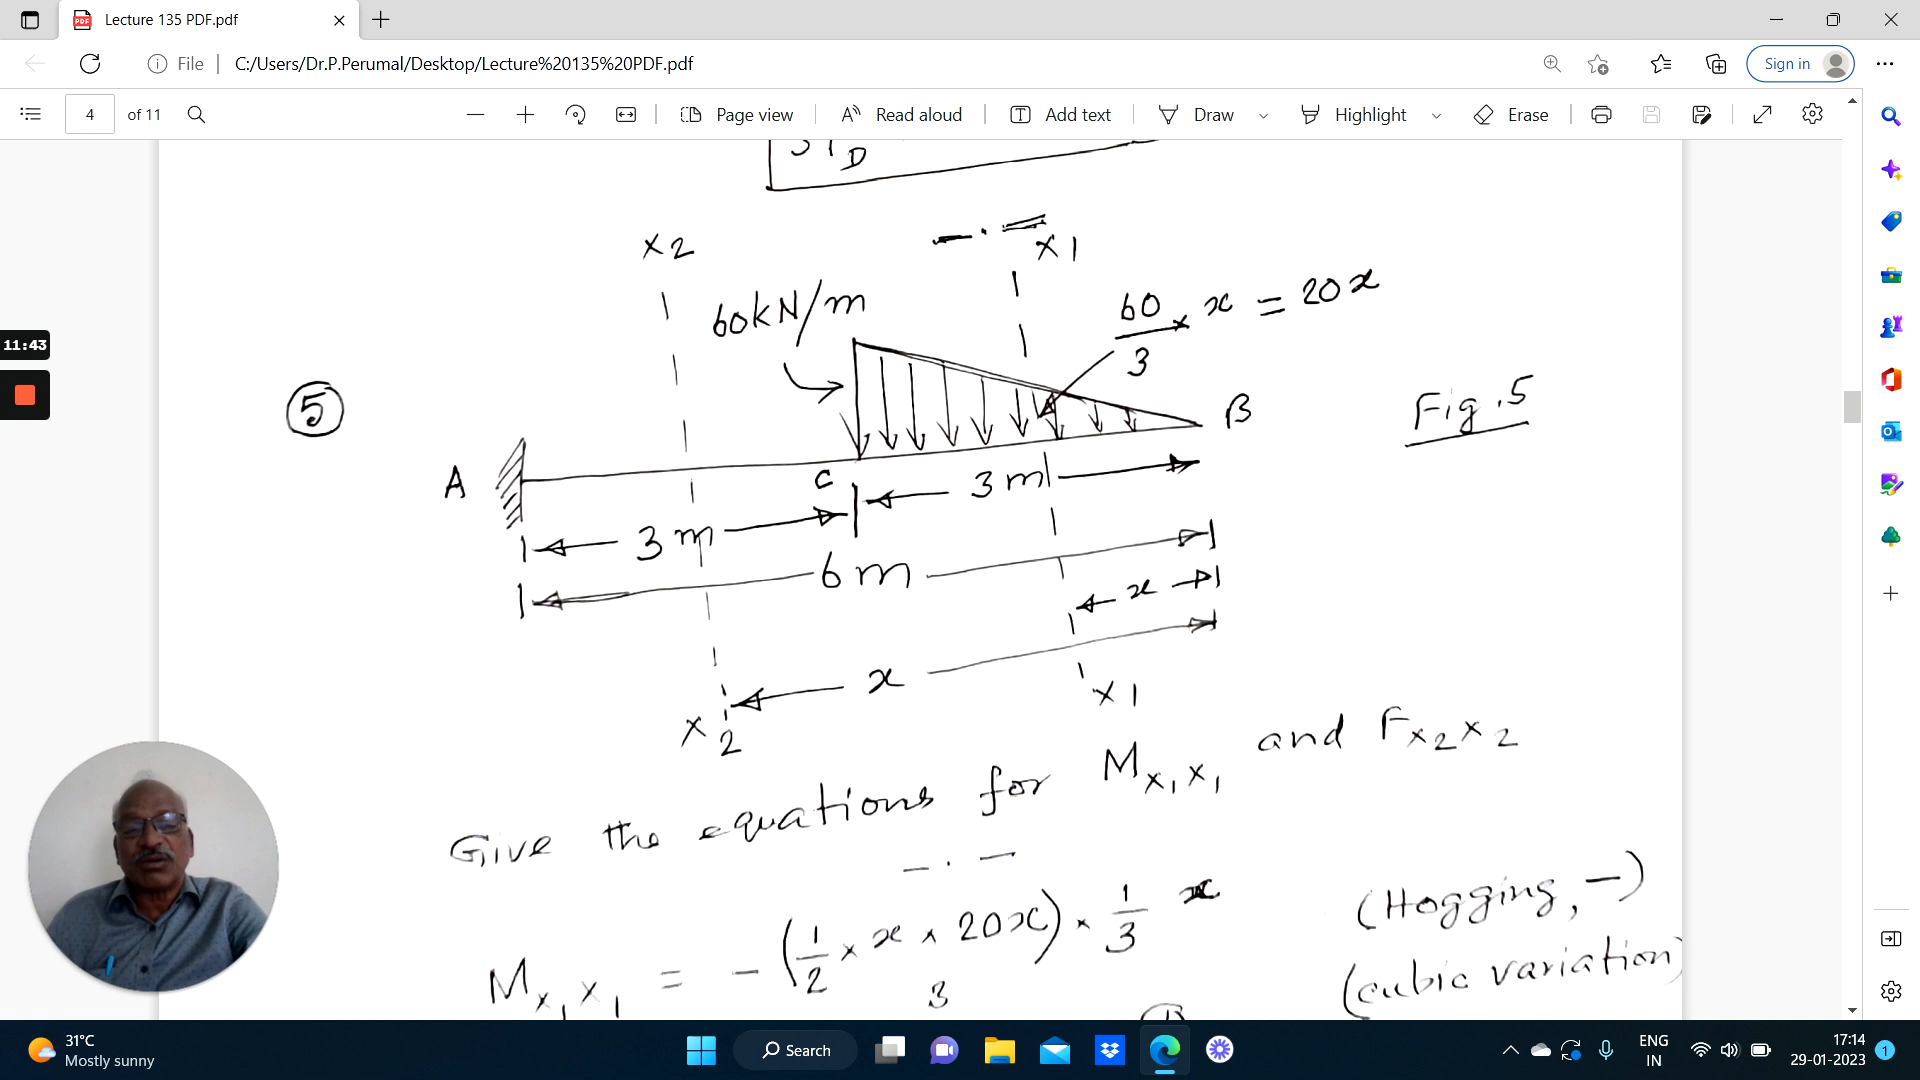 Lecture 135 PDF.pdf
File | C:/Users/Dr.P.Perumal/Desktop/Lecture%20135%20PDF.pdf
Sign in
4 of 11
Page view
Read aloud
Add text
Draw
Highlight
Erase
D
x2
x1
60kN/m
60/3 × x = 20x
11:43
5
B
Fig.5
A
C
3m
3m
6m
x
x
x1
x2
Give the equations for Mx1x1 and Fx2x2
Mx1x1 = -(1/2 × x × 20x) × 1/3 x (Hogging, -)
3 (cubic variation)
31°C
Mostly sunny
Search
ENG
IN
17:14
29-01-2023
1